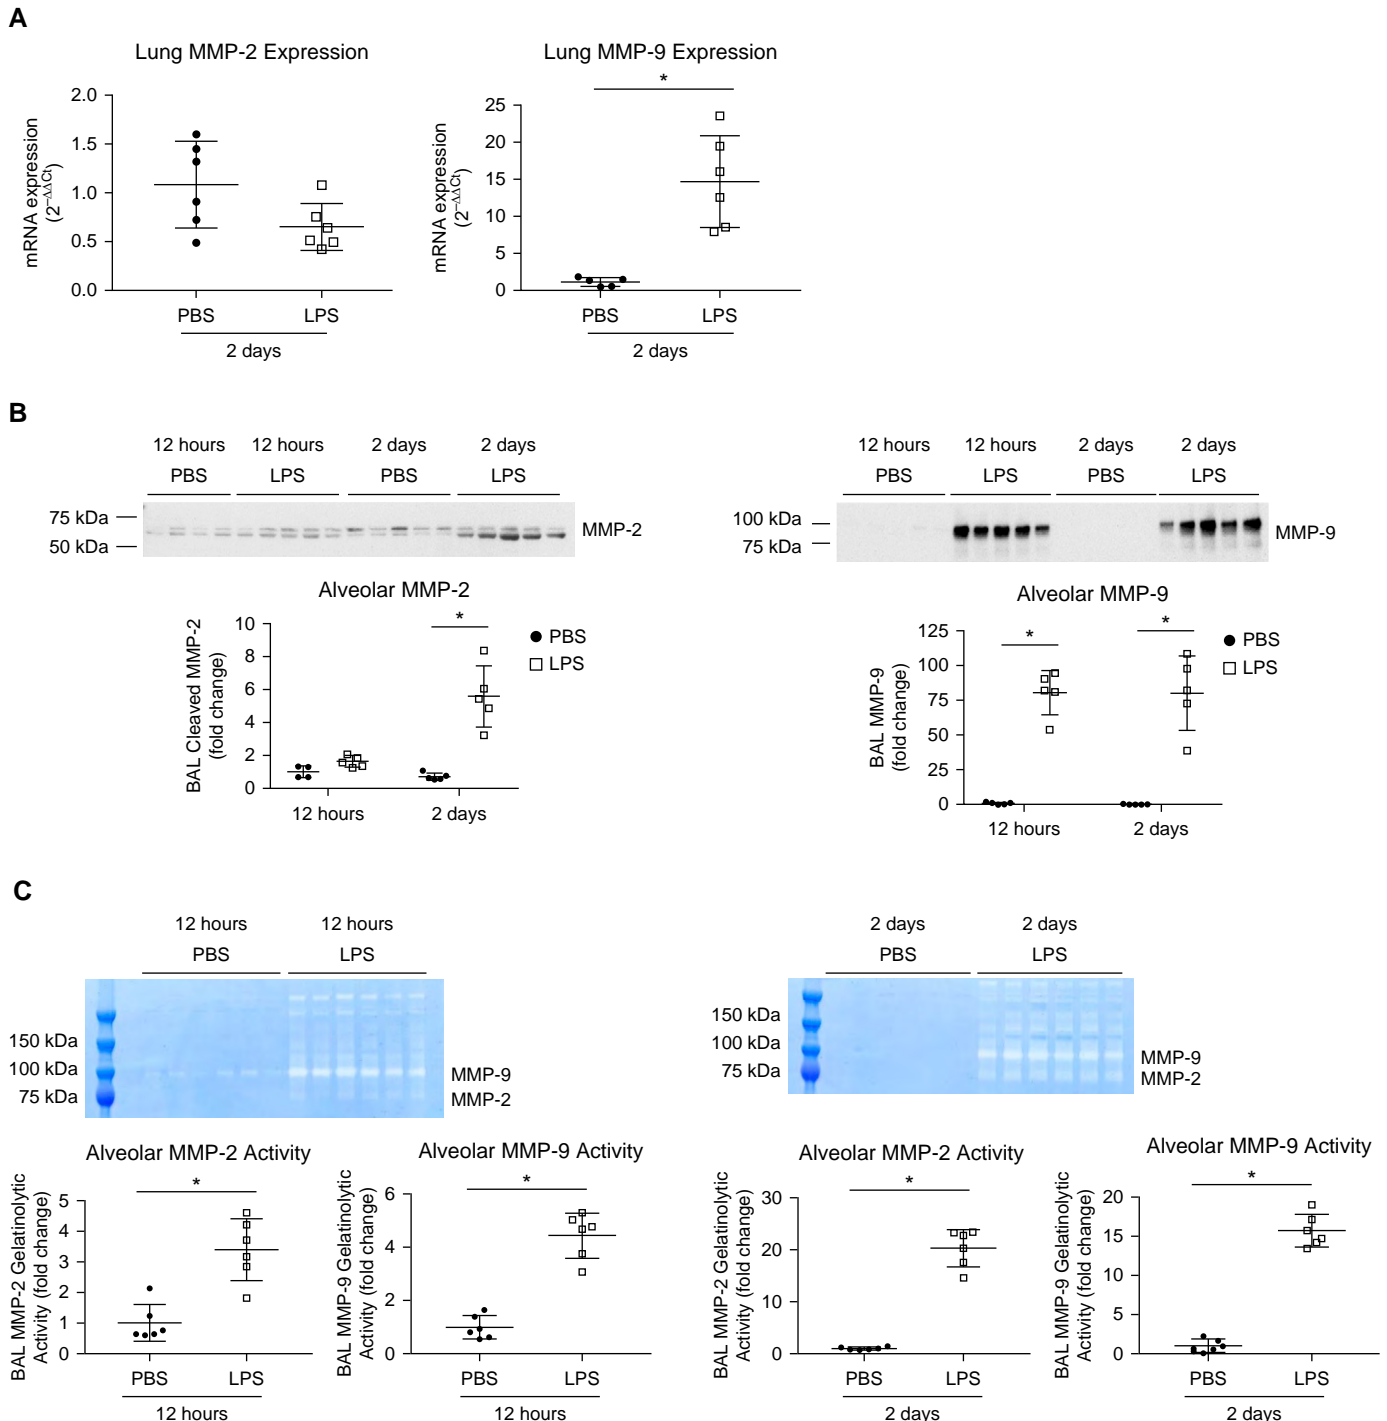 A
Lung MMP-2 Expression
mRNA expression
(2−ΔΔCt)
2.0
1.5
1.0
0.5
0.0
PBS LPS
2 days
Lung MMP-9 Expression
*
mRNA expression
(2−ΔΔCt)
25
20
15
10
5
0
PBS LPS
2 days
B
12 hours 12 hours 2 days 2 days
PBS LPS PBS LPS
75 kDa
50 kDa
MMP-2
Alveolar MMP-2
BAL Cleaved MMP-2
(fold change)
10
8
6
4
2
0
*
PBS
LPS
12 hours 2 days
12 hours 12 hours 2 days 2 days
PBS LPS PBS LPS
100 kDa
75 kDa
MMP-9
Alveolar MMP-9
BAL MMP-9
(fold change)
125
100
75
50
25
0
* *
PBS
LPS
12 hours 2 days
C
12 hours 12 hours
PBS LPS
150 kDa
100 kDa
75 kDa
MMP-9
MMP-2
2 days 2 days
PBS LPS
150 kDa
100 kDa
75 kDa
MMP-9
MMP-2
Alveolar MMP-2 Activity
BAL MMP-2 Gelatinolytic
Activity (fold change)
5
4
3
2
1
0
*
PBS LPS
12 hours
Alveolar MMP-9 Activity
BAL MMP-9 Gelatinolytic
Activity (fold change)
6
4
2
0
*
PBS LPS
12 hours
Alveolar MMP-2 Activity
BAL MMP-2 Gelatinolytic
Activity (fold change)
30
20
10
0
*
PBS LPS
2 days
Alveolar MMP-9 Activity
BAL MMP-9 Gelatinolytic
Activity (fold change)
20
15
10
5
0
*
PBS LPS
2 days